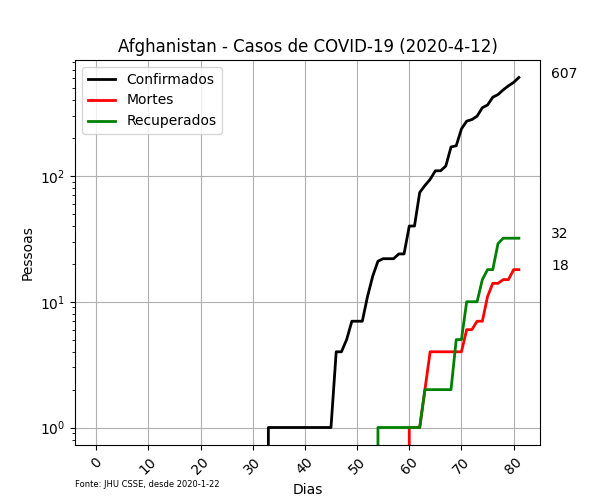 Afghanistan - Casos de COVID-19 (2020-4-12)
Confirmados
Mortes
Recuperados
607
32
18
10²
10¹
10⁰
Pessoas
0 10 20 30 40 50 60 70 80
Dias
Fonte: JHU CSSE, desde 2020-1-22